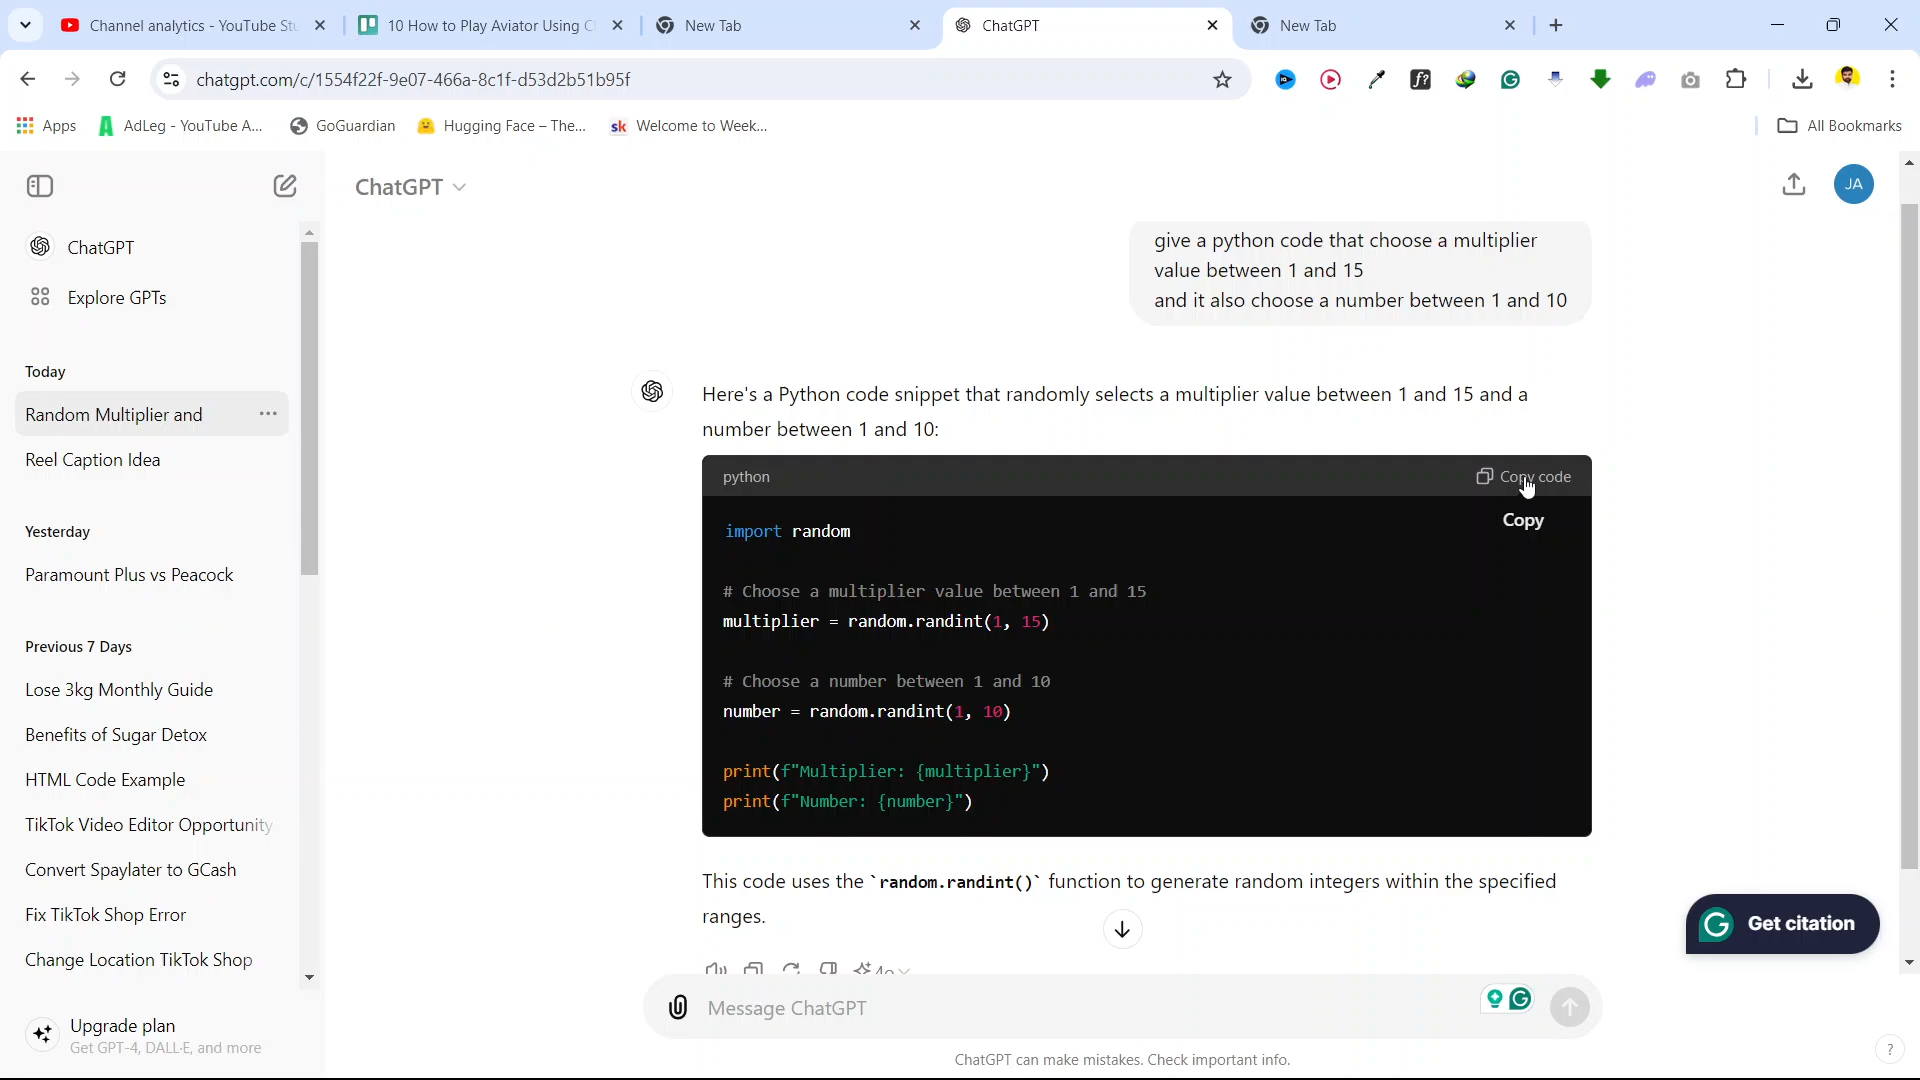 Channel analytics - YouTube Stu
10 How to Play Aviator Using C
New Tab
ChatGPT
New Tab
chatgpt.com/c/1554f22f-9e07-466a-8c1f-d53d2b51b95f
Apps
AdLeg - YouTube A...
GoGuardian
Hugging Face – The...
sk Welcome to Week...
All Bookmarks
ChatGPT
JA
ChatGPT
Explore GPTs
Today
Random Multiplier and
Reel Caption Idea
Yesterday
Paramount Plus vs Peacock
Previous 7 Days
Lose 3kg Monthly Guide
Benefits of Sugar Detox
HTML Code Example
TikTok Video Editor Opportunity
Convert Spaylater to GCash
Fix TikTok Shop Error
Change Location TikTok Shop
Upgrade plan
Get GPT-4, DALL·E, and more
give a python code that choose a multiplier
value between 1 and 15
and it also choose a number between 1 and 10
Here's a Python code snippet that randomly selects a multiplier value between 1 and 15 and a
number between 1 and 10:
python
Copy code
Copy
import random
# Choose a multiplier value between 1 and 15
multiplier = random.randint(1, 15)
# Choose a number between 1 and 10
number = random.randint(1, 10)
print(f"Multiplier: {multiplier}")
print(f"Number: {number}")
This code uses the `random.randint()` function to generate random integers within the specified
ranges.
4o
Get citation
Message ChatGPT
ChatGPT can make mistakes. Check important info.
?